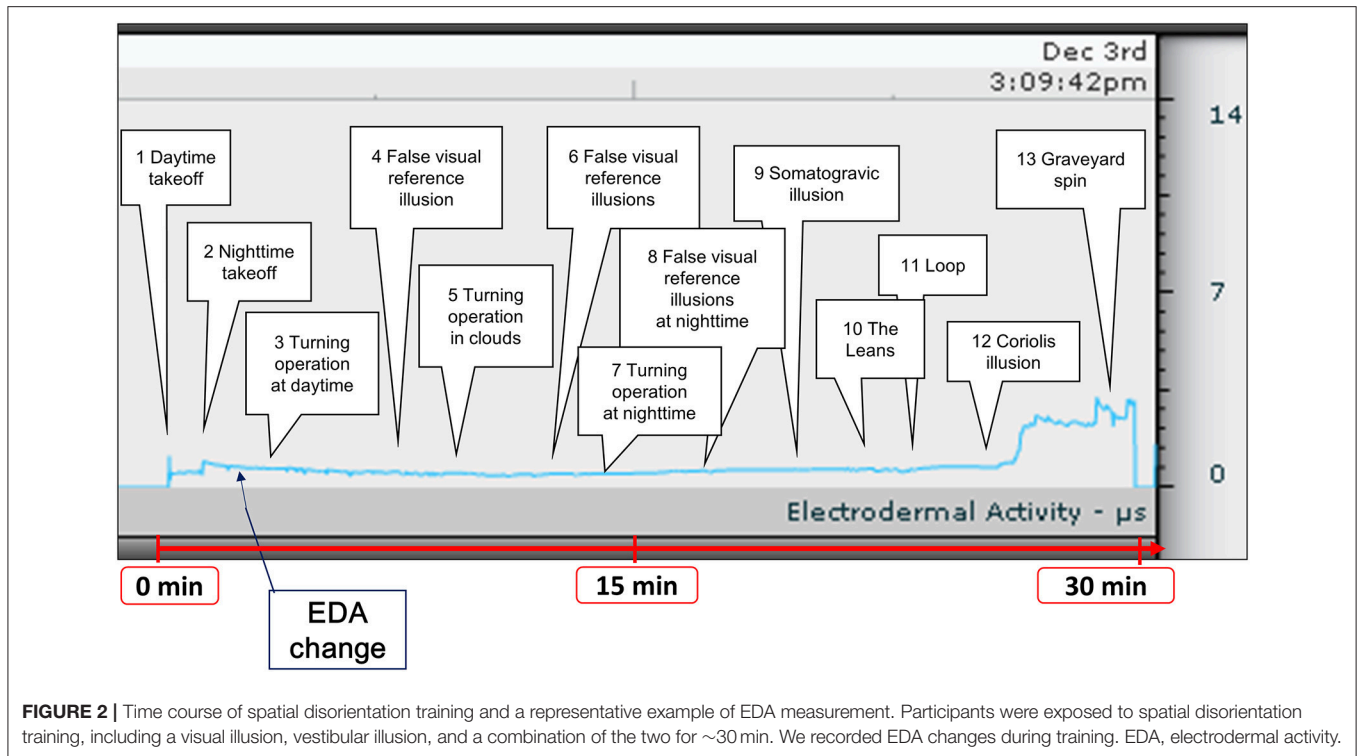 Dec 3rd
3:09:42pm
14
7
0
1 Daytime
takeoff
2 Nighttime
takeoff
3 Turning
operation
at daytime
4 False visual
reference
illusion
5 Turning
operation
in clouds
6 False visual
reference
illusions
7 Turning
operation
at nighttime
8 False visual
reference
illusions
at nighttime
9 Somatogravic
illusion
10 The
Leans
11 Loop
12 Coriolis
illusion
13 Graveyard
spin
Electrodermal Activity - µs
0 min
15 min
30 min
EDA
change
FIGURE 2 | Time course of spatial disorientation training and a representative example of EDA measurement. Participants were exposed to spatial disorientation
training, including a visual illusion, vestibular illusion, and a combination of the two for ~30 min. We recorded EDA changes during training. EDA, electrodermal activity.